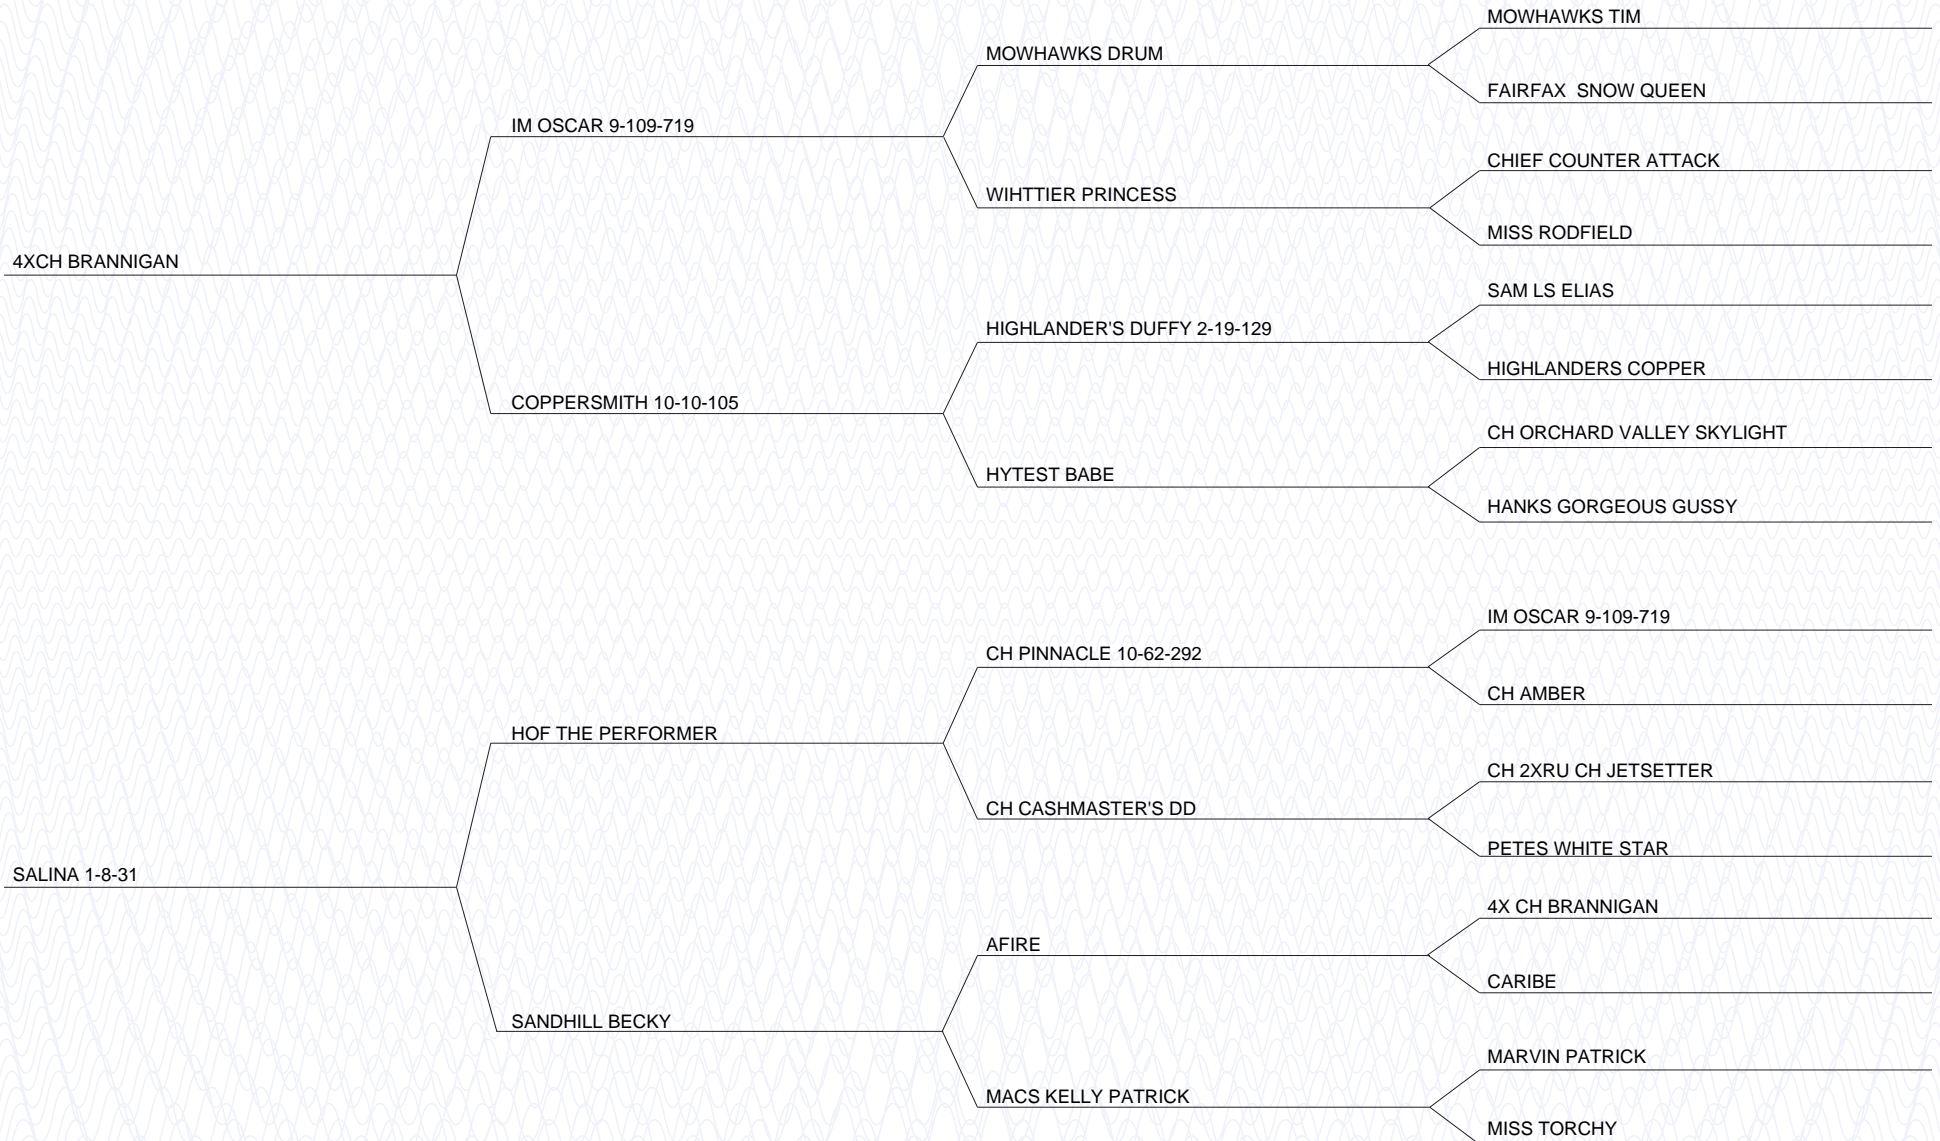 MOWHAWKS TIM
MOWHAWKS DRUM
FAIRFAX  SNOW QUEEN
IM OSCAR 9-109-719
CHIEF COUNTER ATTACK
WIHTTIER PRINCESS
MISS RODFIELD
4XCH BRANNIGAN
SAM LS ELIAS
HIGHLANDER'S DUFFY 2-19-129
HIGHLANDERS COPPER
COPPERSMITH 10-10-105
CH ORCHARD VALLEY SKYLIGHT
HYTEST BABE
HANKS GORGEOUS GUSSY
IM OSCAR 9-109-719
CH PINNACLE 10-62-292
CH AMBER
HOF THE PERFORMER
CH 2XRU CH JETSETTER
CH CASHMASTER'S DD
PETES WHITE STAR
SALINA 1-8-31
4X CH BRANNIGAN
AFIRE
CARIBE
SANDHILL BECKY
MARVIN PATRICK
MACS KELLY PATRICK
MISS TORCHY